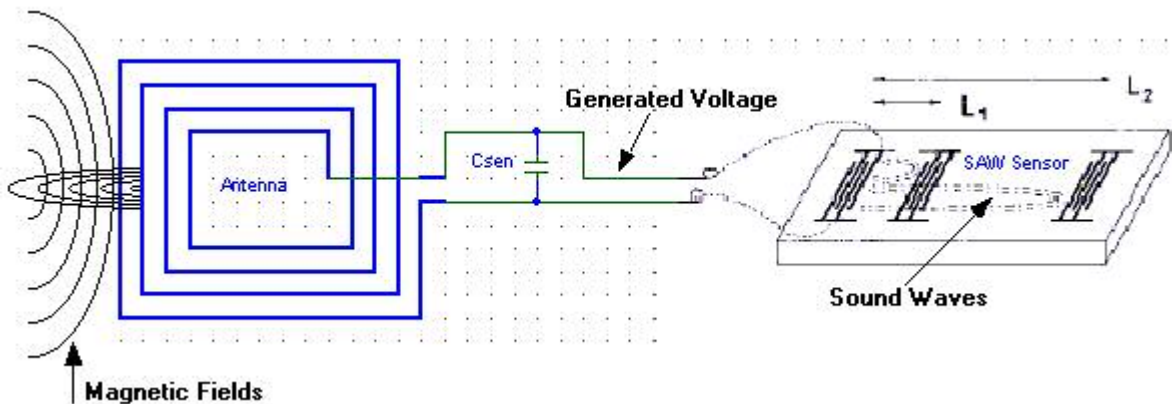 L₂
Generated Voltage
L₁
Csen
SAW Sensor
Antenna
Sound Waves
Magnetic Fields